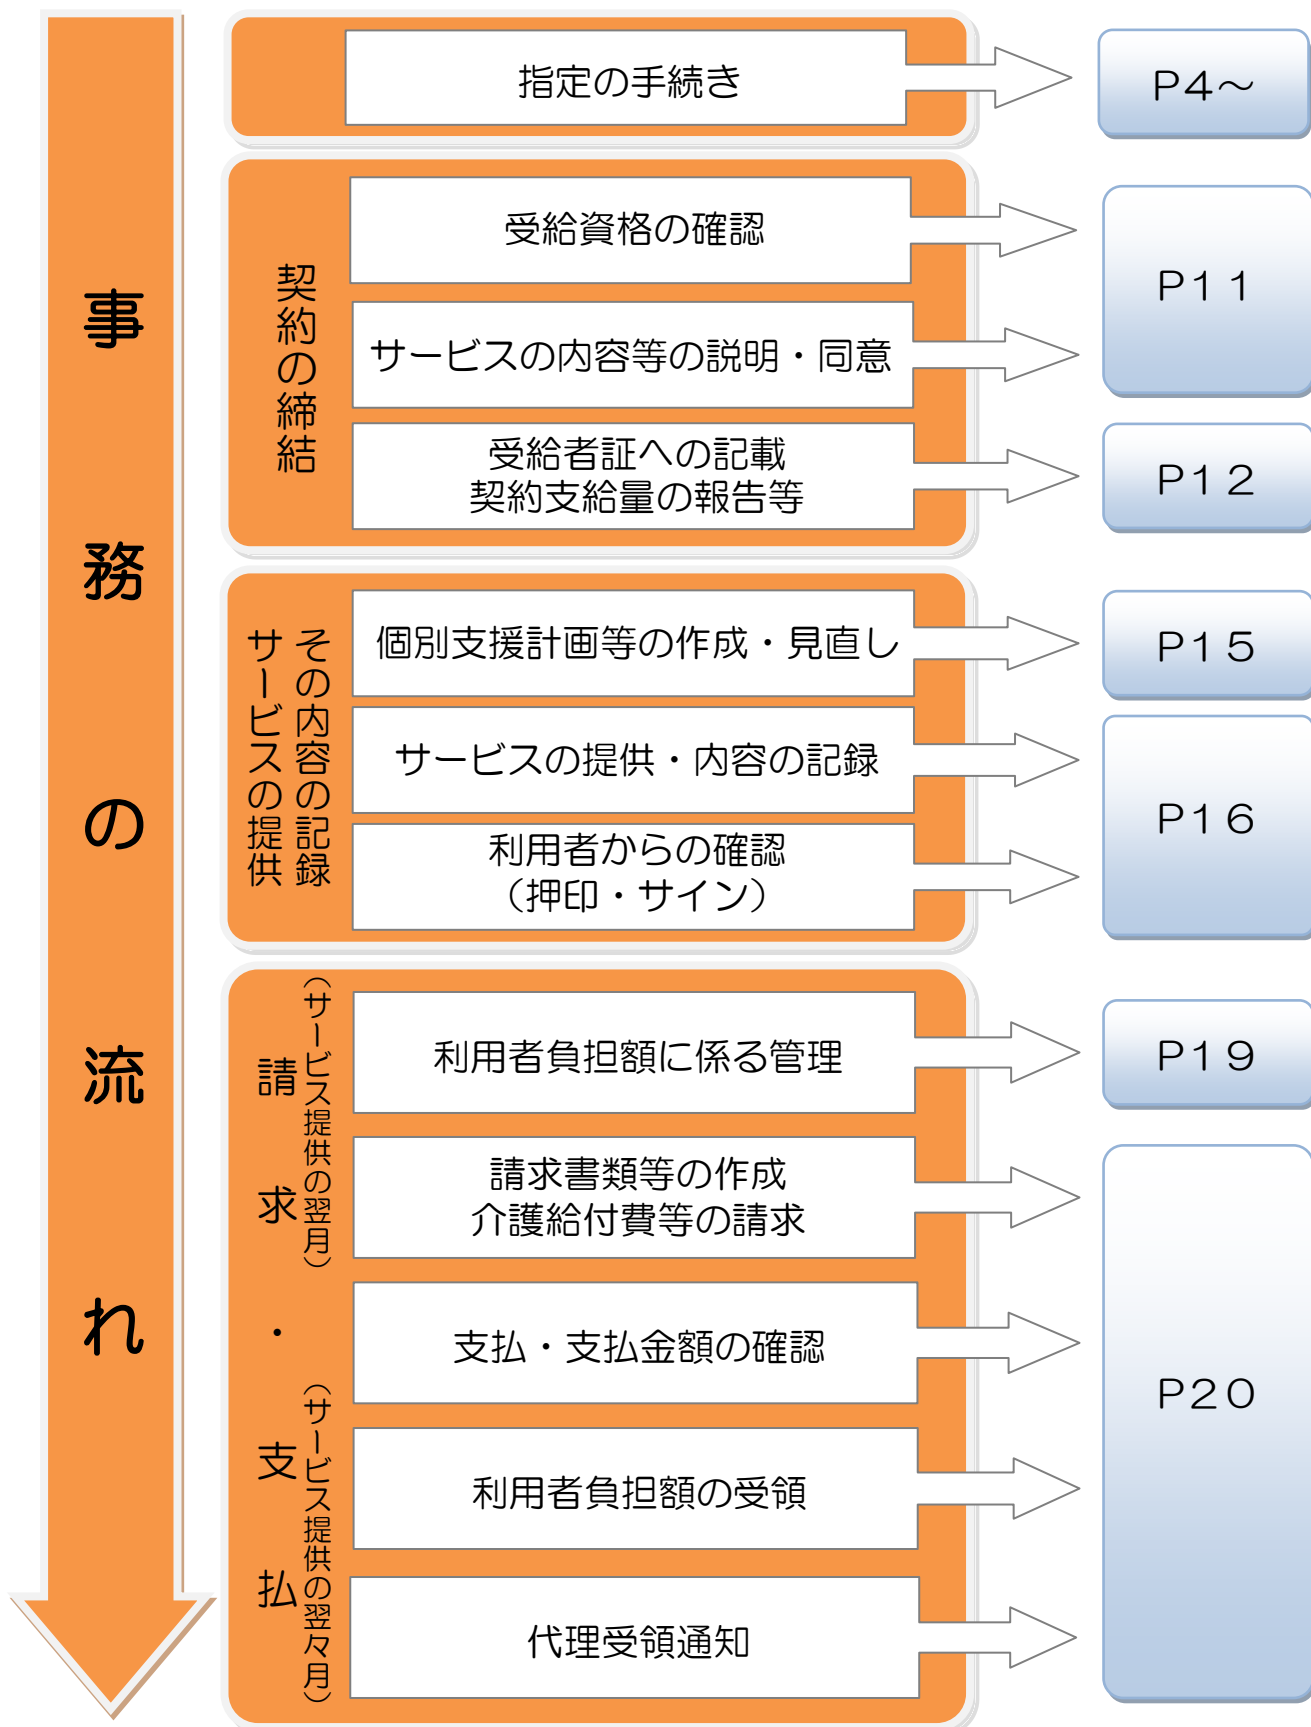 事務の流れ
指定の手続き
P4～
契約の締結
受給資格の確認
サービスの内容等の説明・同意
P11
受給者証への記載
契約支給量の報告等
P12
サービスの提供
その内容の記録
個別支援計画等の作成・見直し
P15
サービスの提供・内容の記録
利用者からの確認
（押印・サイン）
P16
請求・支払
（サービス提供の翌月）
（サービス提供の翌々月）
利用者負担額に係る管理
P19
請求書類等の作成
介護給付費等の請求
支払・支払金額の確認
利用者負担額の受領
代理受領通知
P20